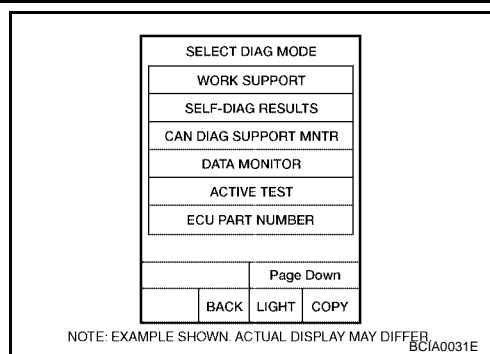 SELECT DIAG MODE
WORK SUPPORT
SELF-DIAG RESULTS
CAN DIAG SUPPORT MNTR
DATA MONITOR
ACTIVE TEST
ECU PART NUMBER
Page Down
BACK LIGHT COPY
NOTE: EXAMPLE SHOWN. ACTUAL DISPLAY MAY DIFFER.
BCIA0031E